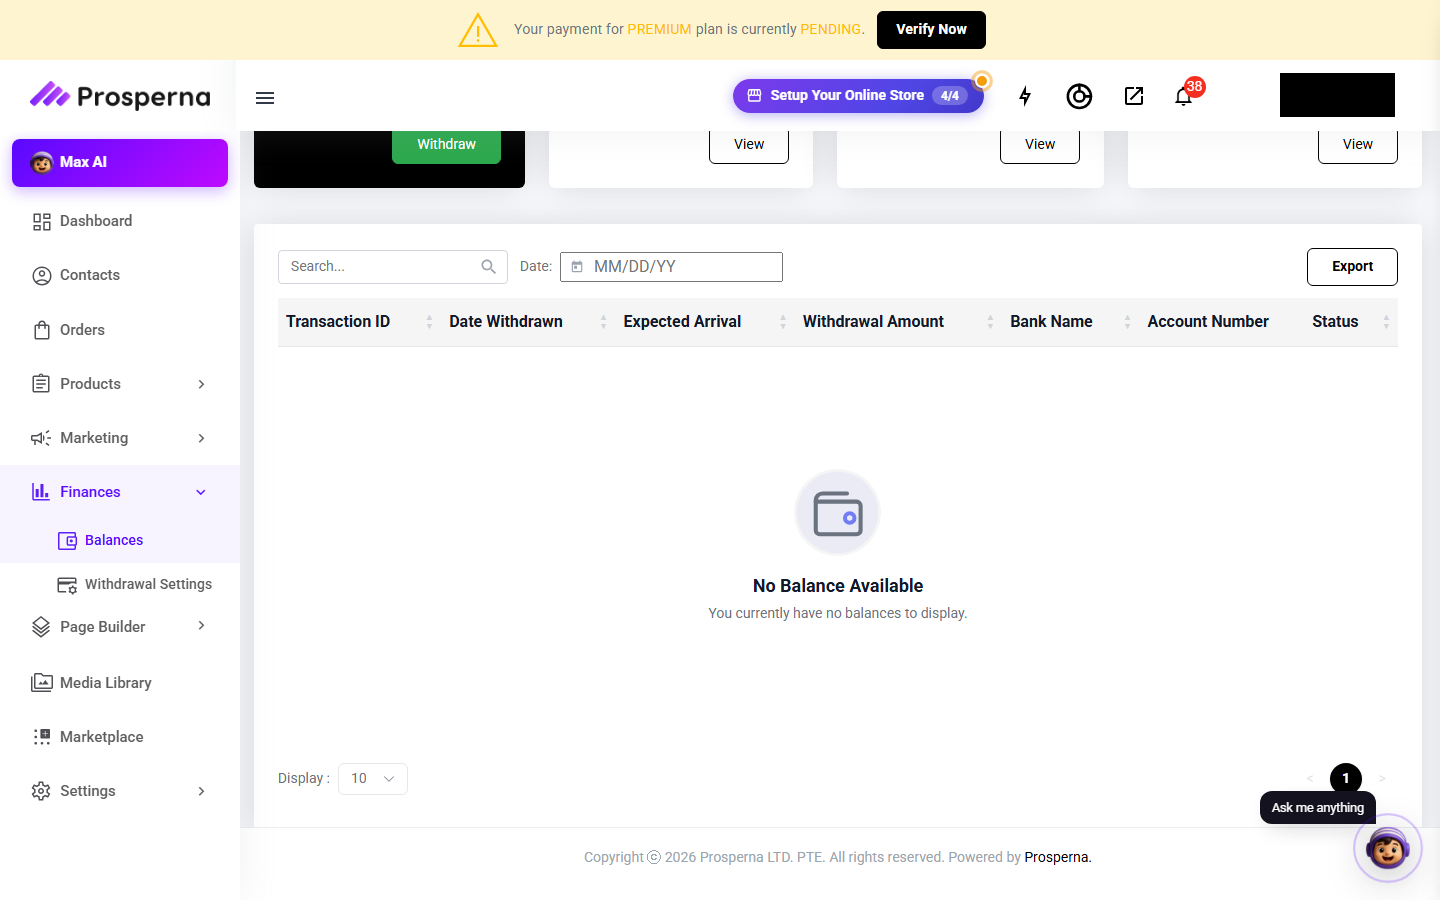 Your payment for PREMIUM plan is currently PENDING.
Verify Now
Prosperna
Setup Your Online Store 4/4
38
Max AI
Dashboard
Contacts
Orders
Products
Marketing
Finances
Balances
Withdrawal Settings
Page Builder
Media Library
Marketplace
Settings
Withdraw
View
View
View
Search...
Date:
MM/DD/YY
Export
Transaction ID
Date Withdrawn
Expected Arrival
Withdrawal Amount
Bank Name
Account Number
Status
No Balance Available
You currently have no balances to display.
Display :
10
< 1 >
Ask me anything
Copyright © 2026 Prosperna LTD. PTE. All rights reserved. Powered by Prosperna.